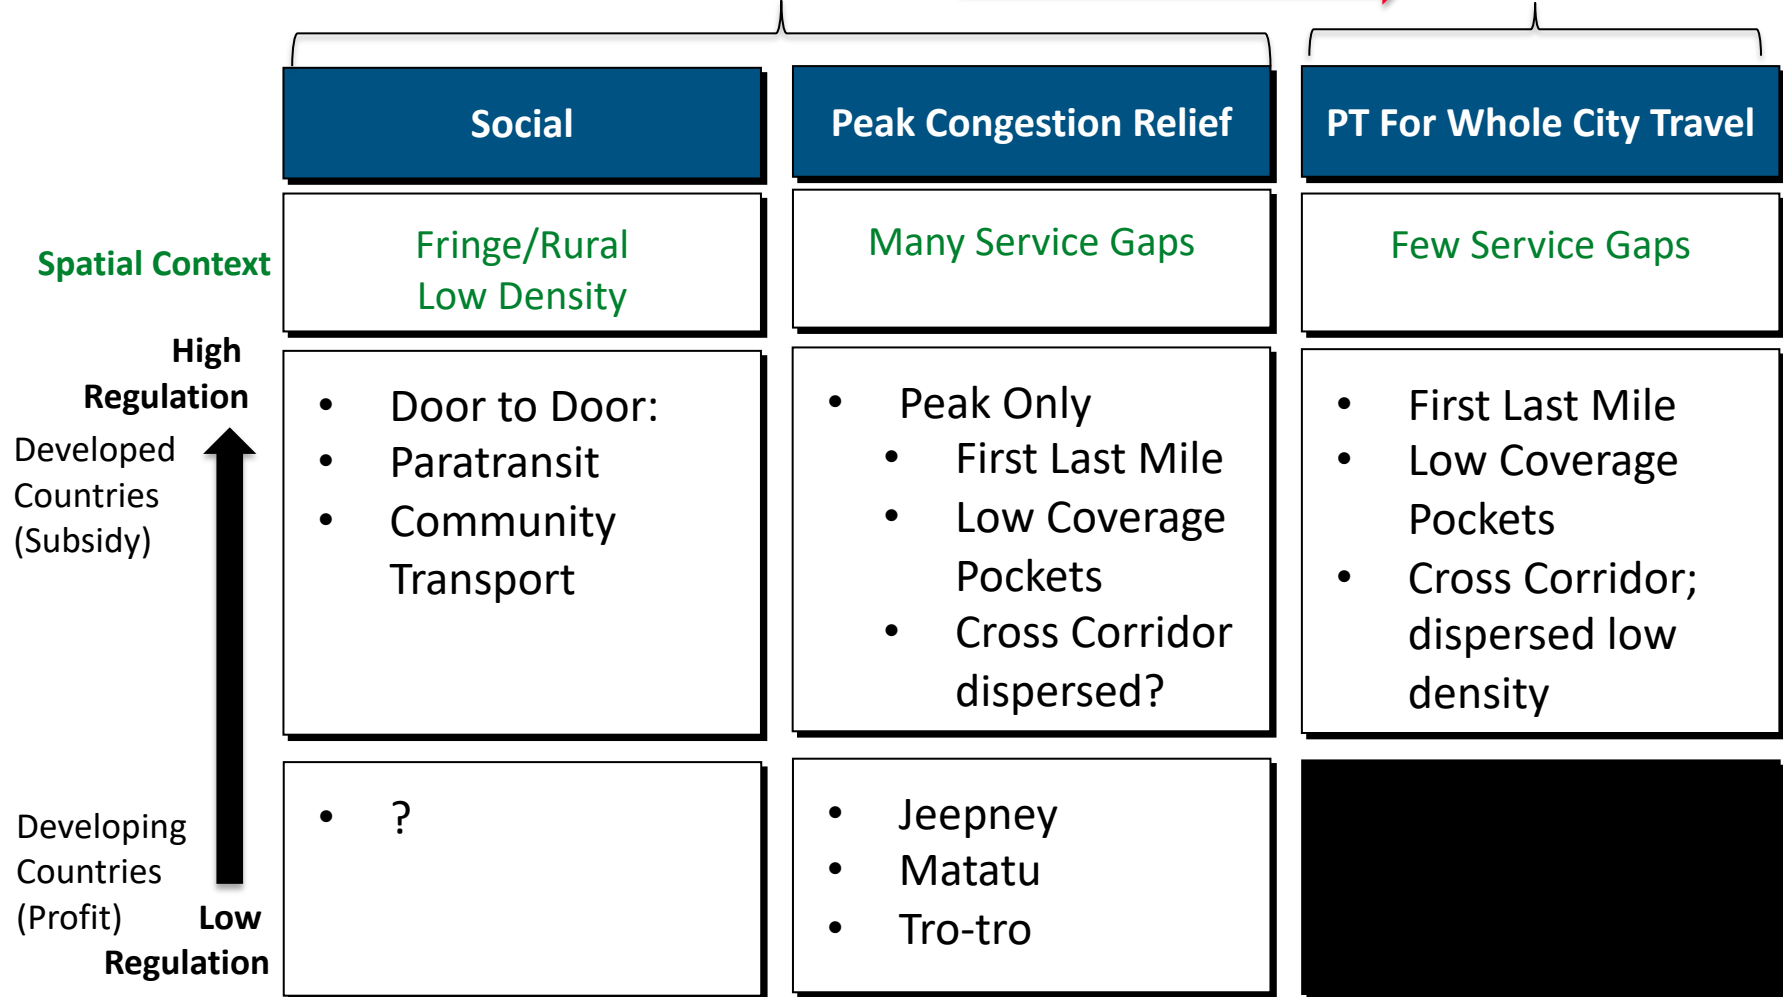 Social
Peak Congestion Relief
PT For Whole City Travel
Spatial Context
Fringe/Rural
Low Density
Many Service Gaps
Few Service Gaps
High
Regulation
Developed
Countries
(Subsidy)
• Door to Door:
• Paratransit
• Community
Transport
• Peak Only
• First Last Mile
• Low Coverage
Pockets
• Cross Corridor
dispersed?
• First Last Mile
• Low Coverage
Pockets
• Cross Corridor;
dispersed low
density
Developing
Countries
(Profit)
Low
Regulation
• ?
• Jeepney
• Matatu
• Tro-tro